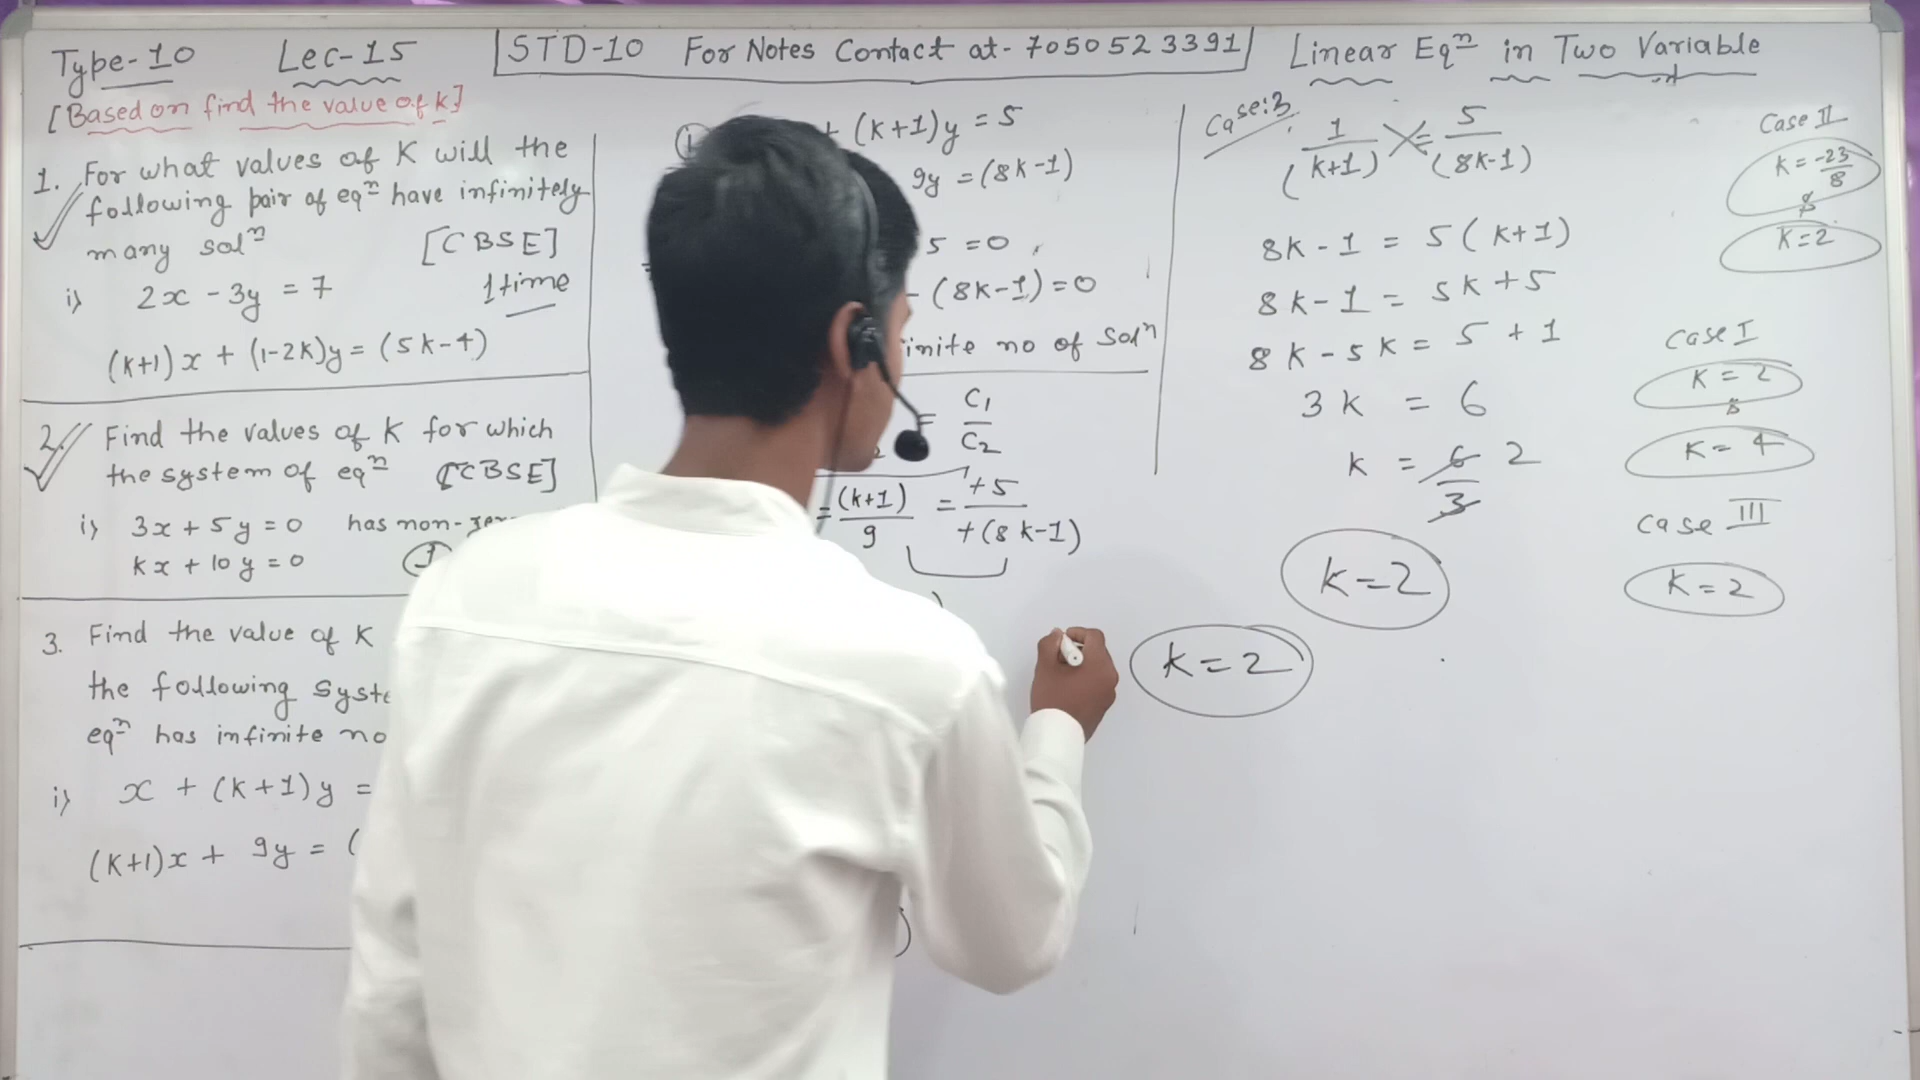 Type-10 Lec-15 STD-10 For Notes Contact at- 7050523391 Linear Eqⁿ in Two Variable
[Based on find the value of k]
1. For what values of K will the
following pair of eqⁿ have infinitely
many solⁿ [CBSE]
i) 2x - 3y = 7 1 time
(k+1)x + (1-2k)y = (5k-4)
2. Find the values of K for which
the system of eqⁿ [CBSE]
i) 3x + 5y = 0 has non-
kx + 10y = 0
3. Find the value of K
the following
eqⁿ has infinite no
i) x + (k+1)y =
(k+1)x + 9y = (
+ (k+1)y = 5
9y = (8k-1)
5 = 0
- (8k-1) = 0
no of Solⁿ
= C₁/C₂
= (k+1)/9 = +5/+(8k-1)
Case:3
1/(k+1) = 5/(8k-1)
8k - 1 = 5(k+1)
8k - 1 = 5k + 5
8k - 5k = 5 + 1
3k = 6
k = 6/3 2
k = 2
k = 2
Case II
k = -23/8
k = 2
Case I
k = 2
k = 4
Case III
k = 2